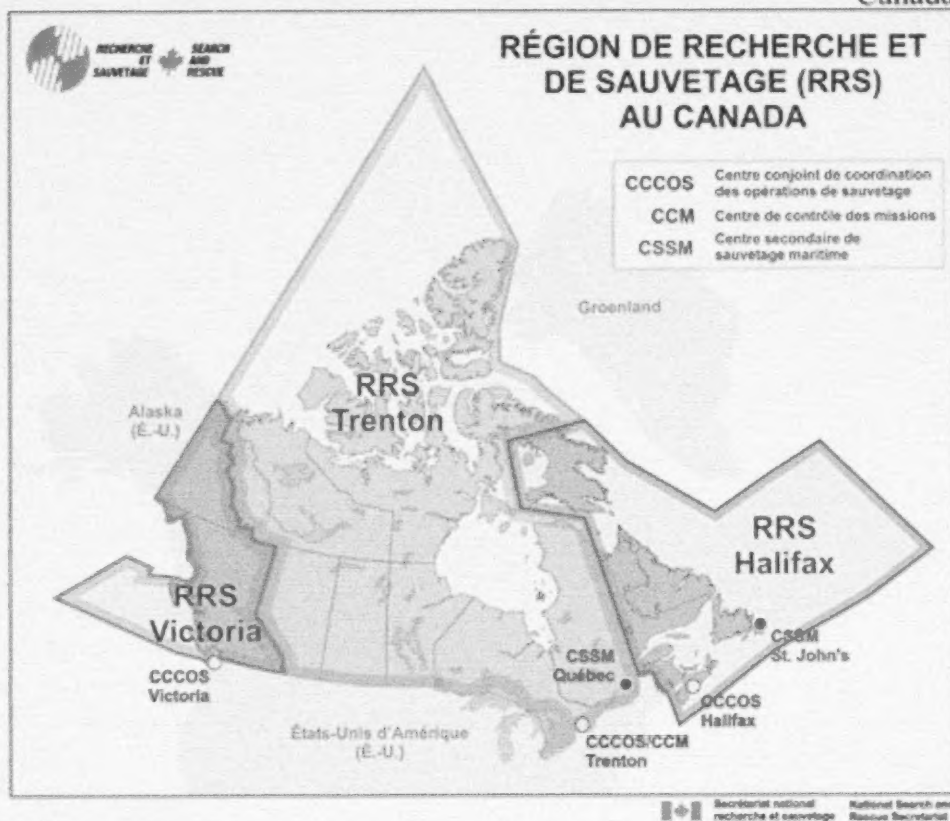 Canada
RECHERCHE
ET
SAUVETAGE
SEARCH
AND
RESCUE
RÉGION DE RECHERCHE ET
DE SAUVETAGE (RRS)
AU CANADA
CCCOS Centre conjoint de coordination
des opérations de sauvetage
CCM Centre de contrôle des missions
CSSM Centre secondaire de
sauvetage maritime
Groenland
RRS
Trenton
Alaska
(É.-U.)
RRS
Halifax
RRS
Victoria
CSSM
St. John's
CSSM
Québec
CCCOS
Victoria
CCCOS
Halifax
États-Unis d'Amérique
(É.-U.)
CCCOS/CCM
Trenton
Secrétariat national
recherche et sauvetage
National Search and
Rescue Secretariat